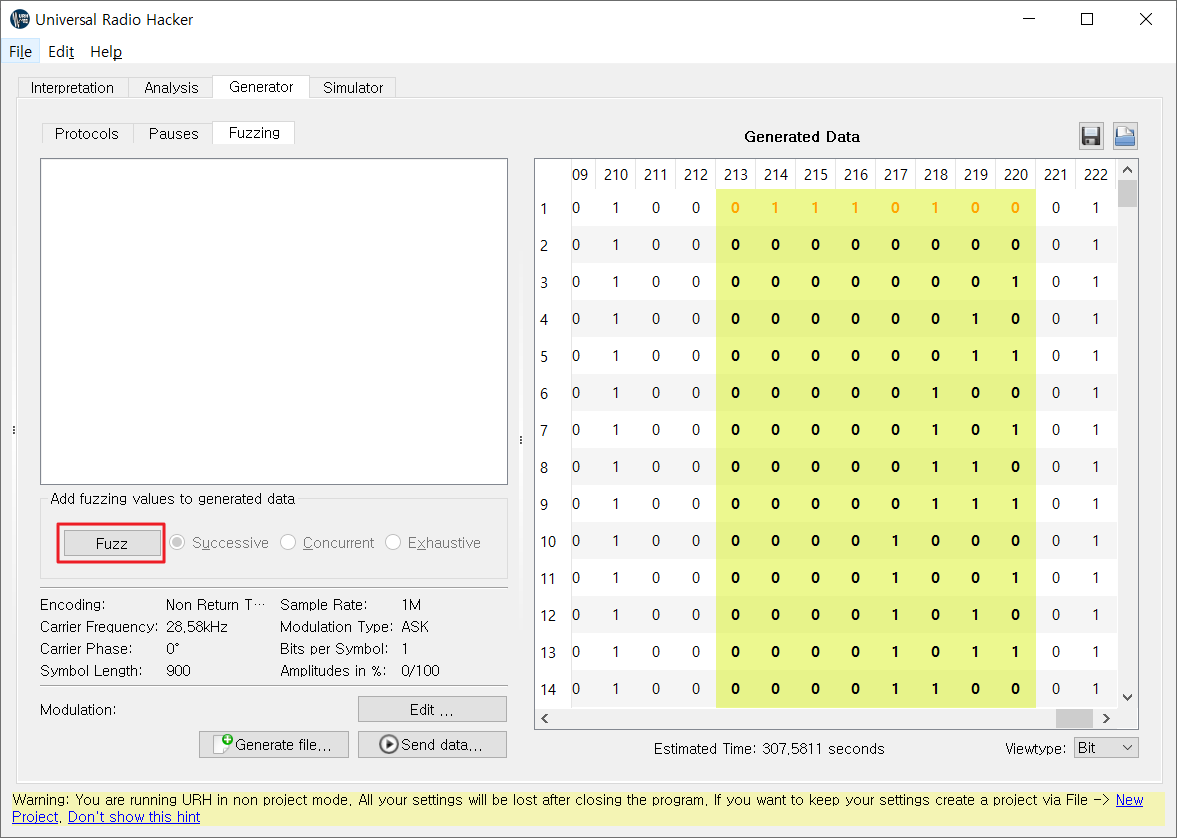 Universal Radio Hacker
File Edit Help
Interpretation Analysis Generator Simulator
Protocols Pauses Fuzzing
Generated Data
09 210 211 212 213 214 215 216 217 218 219 220 221 222
1 0 1 0 0 0 1 1 1 0 1 0 0 0 1
2 0 1 0 0 0 0 0 0 0 0 0 0 0 1
3 0 1 0 0 0 0 0 0 0 0 0 1 0 1
4 0 1 0 0 0 0 0 0 0 0 1 0 0 1
5 0 1 0 0 0 0 0 0 0 0 1 1 0 1
6 0 1 0 0 0 0 0 0 0 1 0 0 0 1
7 0 1 0 0 0 0 0 0 0 1 0 1 0 1
8 0 1 0 0 0 0 0 0 0 1 1 0 0 1
9 0 1 0 0 0 0 0 0 0 1 1 1 0 1
10 0 1 0 0 0 0 0 0 1 0 0 0 0 1
11 0 1 0 0 0 0 0 0 1 0 0 1 0 1
12 0 1 0 0 0 0 0 0 1 0 1 0 0 1
13 0 1 0 0 0 0 0 0 1 0 1 1 0 1
14 0 1 0 0 0 0 0 0 1 1 0 0 0 1
Add fuzzing values to generated data
Fuzz Successive Concurrent Exhaustive
Encoding: Non Return T… Sample Rate: 1M
Carrier Frequency: 28,58kHz Modulation Type: ASK
Carrier Phase: 0° Bits per Symbol: 1
Symbol Length: 900 Amplitudes in %: 0/100
Modulation: Edit ...
Generate file... Send data...
Estimated Time: 307,5811 seconds Viewtype: Bit
Warning: You are running URH in non project mode. All your settings will be lost after closing the program. If you want to keep your settings create a project via File -> New
Project. Don't show this hint